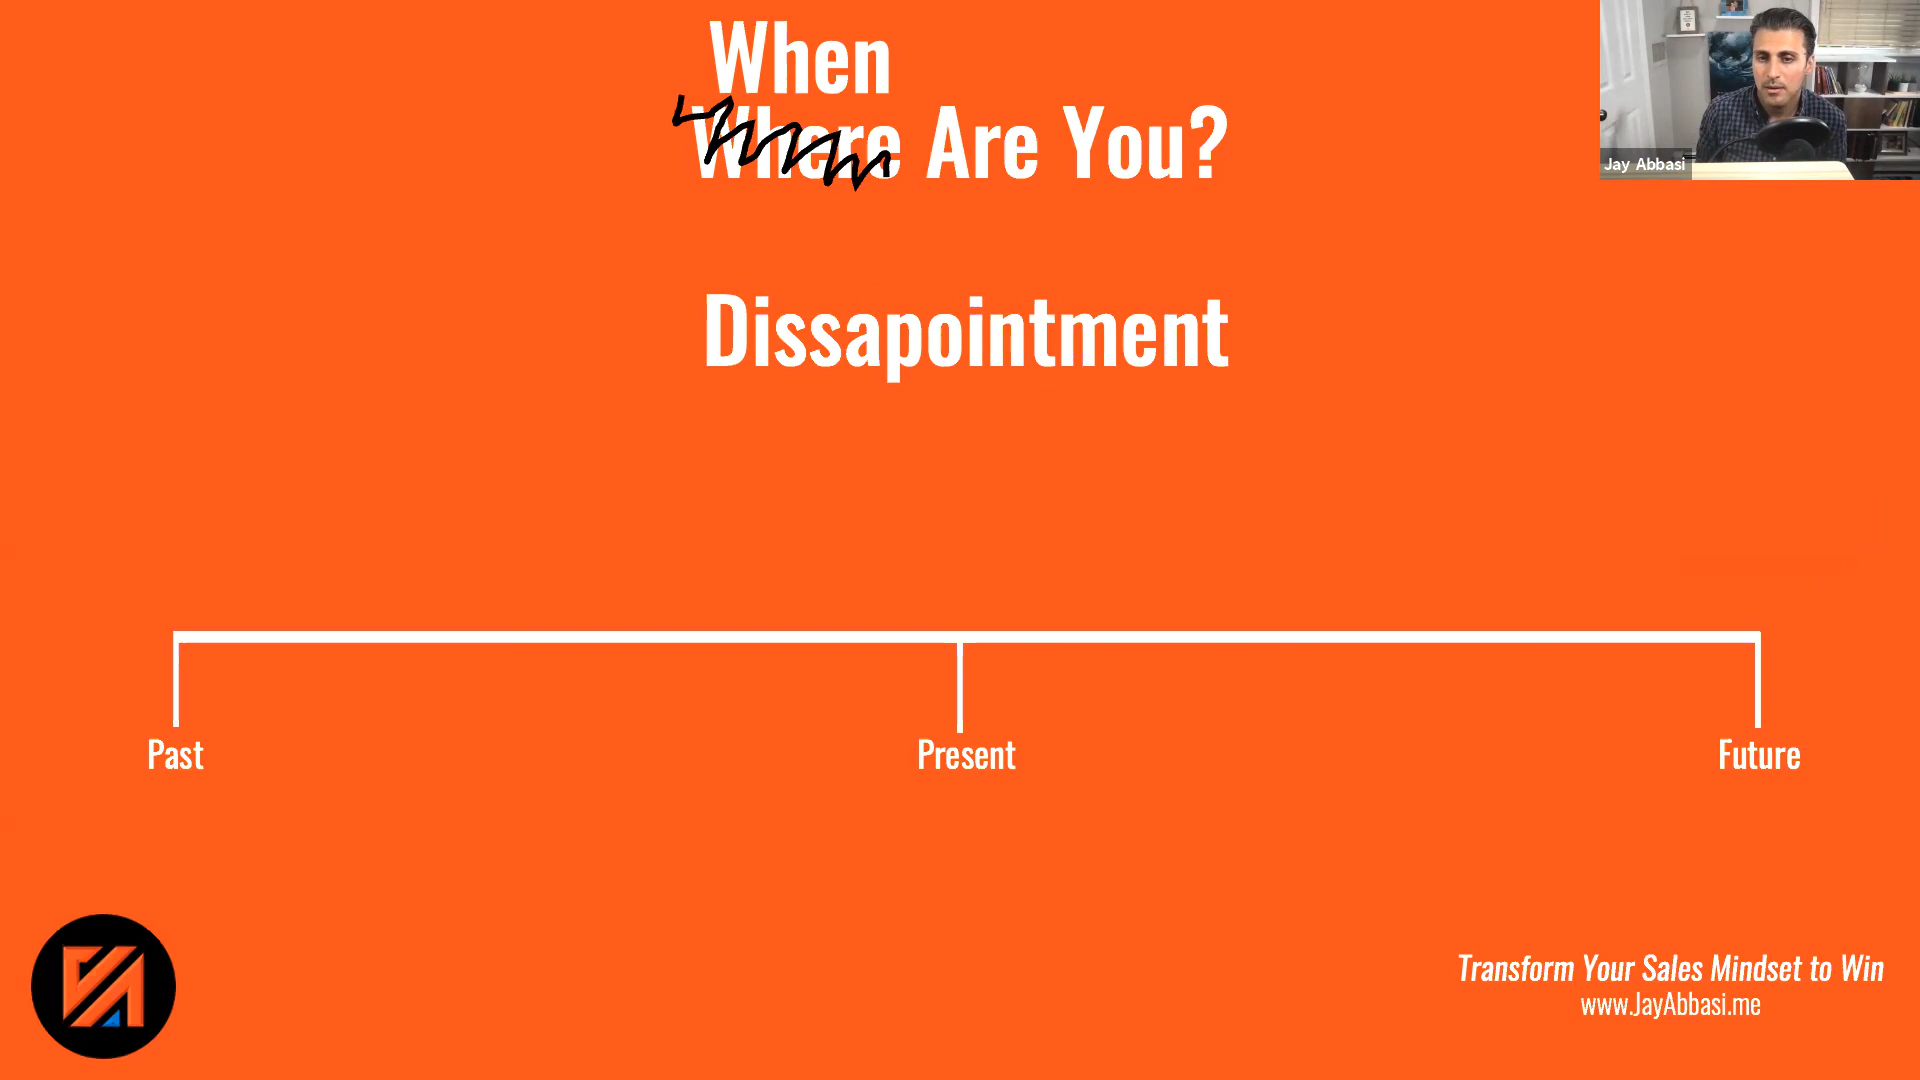 When
Where Are You?
Jay Abbasi
Dissapointment
Past
Present
Future
Transform Your Sales Mindset to Win
www.JayAbbasi.me